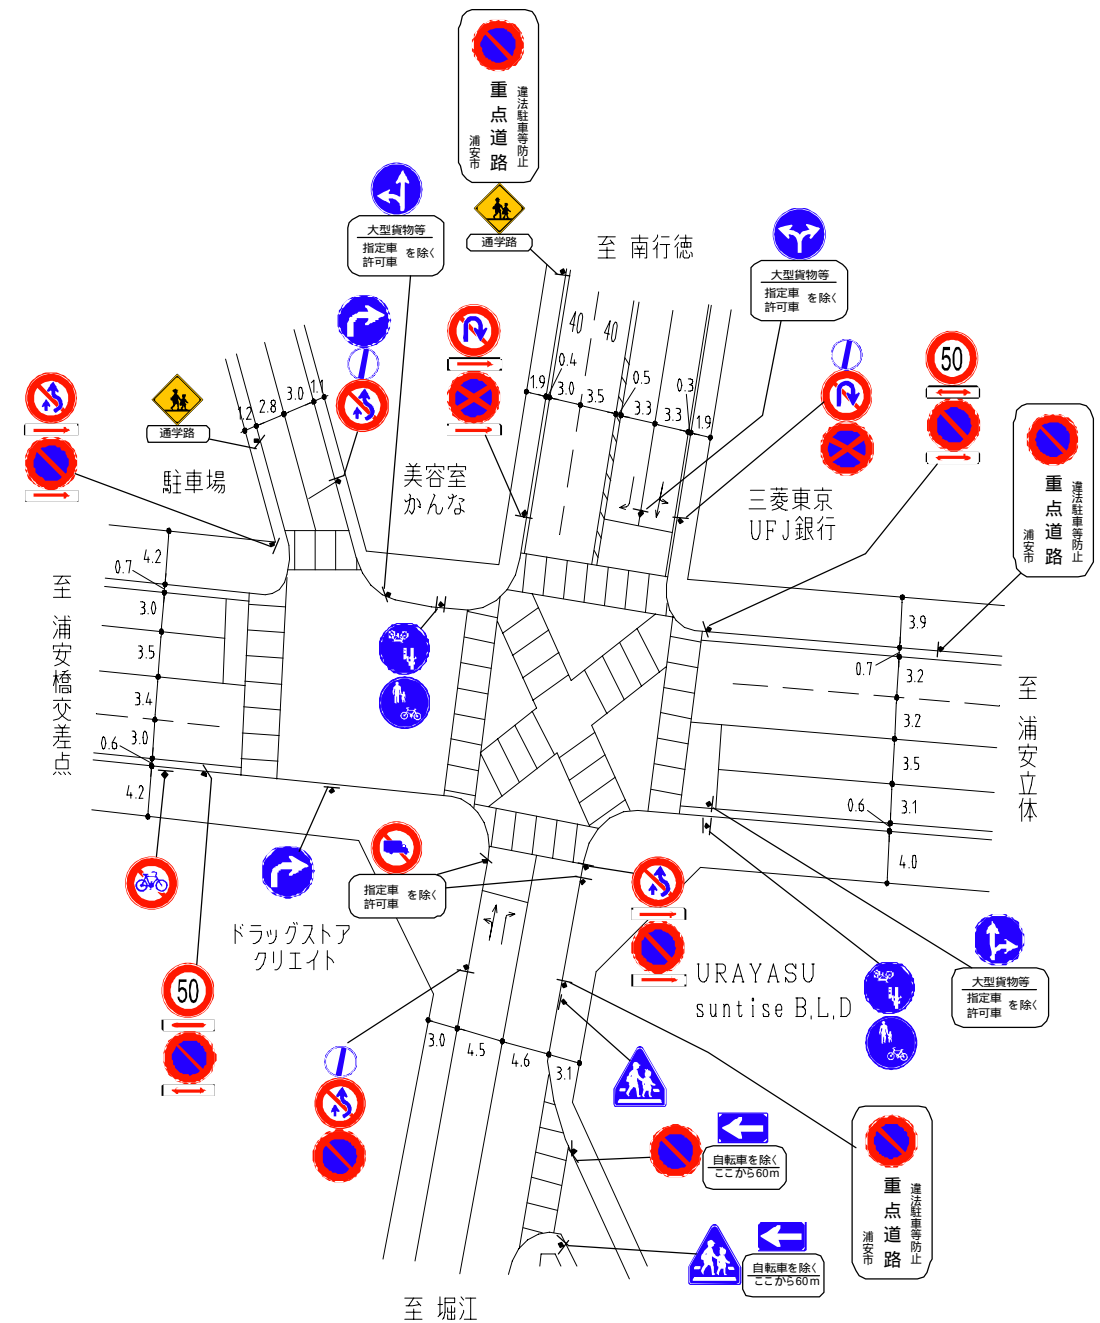 重点道路
違法駐車等防止
浦安市
通学路
至 南行徳
大型貨物等
指定車
許可車
を除く
大型貨物等
指定車
許可車
を除く
40
40
50
0.4
1.9
3.0
3.5
0.5
3.3
3.3
0.3
1.9
1.2
2.8
3.0
1.1
通学路
駐車場
美容室
かんな
三菱東京
UFJ銀行
重点道路
違法駐車等防止
浦安市
至 浦安橋交差点
4.2
0.7
3.0
3.5
3.4
3.0
0.6
4.2
3.9
0.7
3.2
3.2
3.5
3.1
0.6
4.0
至 浦安立体
指定車
許可車
を除く
ドラッグストア
クリエイト
50
URAYASU
suntise B,L,D
大型貨物等
指定車
許可車
を除く
3.0
4.5
4.6
3.1
自転車を除く
ここから60m
重点道路
違法駐車等防止
浦安市
自転車を除く
ここから60m
至 堀江